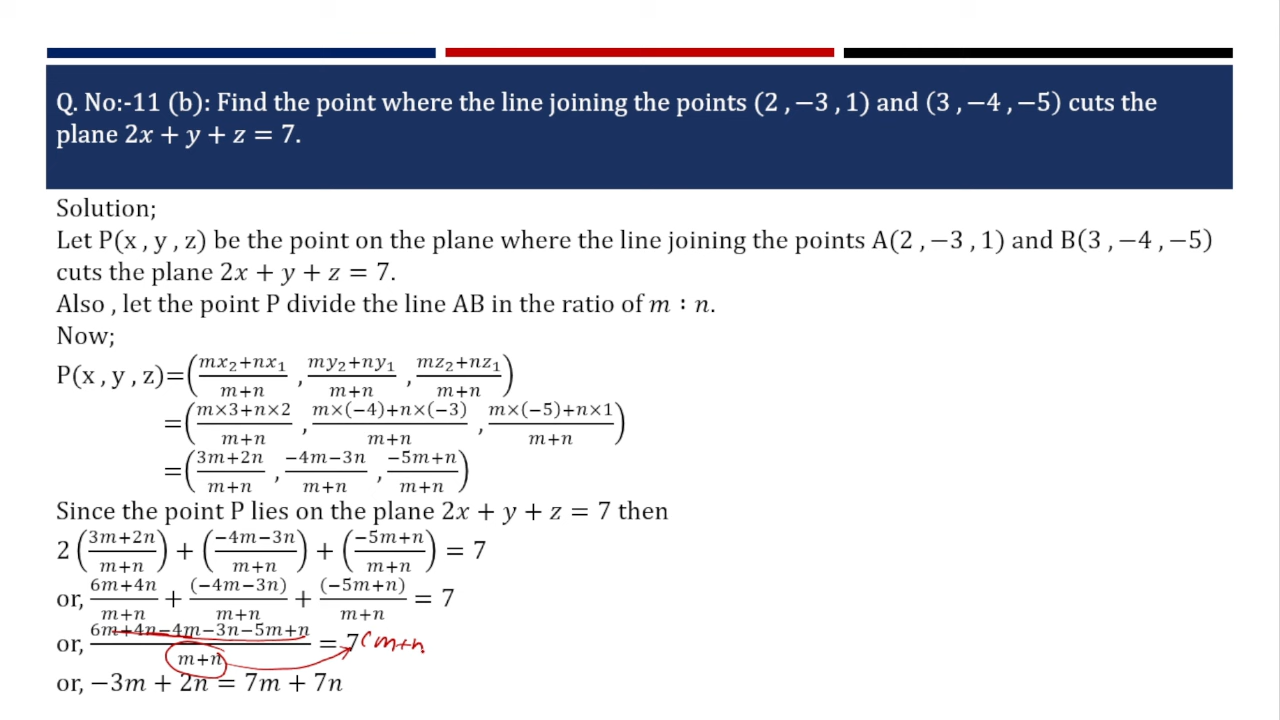 Q. No:-11 (b): Find the point where the line joining the points (2 , −3 , 1) and (3 , −4 , −5) cuts the
plane 2x + y + z = 7.
Solution;
Let P(x , y , z) be the point on the plane where the line joining the points A(2 , −3 , 1) and B(3 , −4 , −5)
cuts the plane 2x + y + z = 7.
Also , let the point P divide the line AB in the ratio of m : n.
Now;
P(x , y , z)=((mx₂+nx₁)/(m+n) , (my₂+ny₁)/(m+n) , (mz₂+nz₁)/(m+n))
=((m×3+n×2)/(m+n) , (m×(−4)+n×(−3))/(m+n) , (m×(−5)+n×1)/(m+n))
=((3m+2n)/(m+n) , (−4m−3n)/(m+n) , (−5m+n)/(m+n))
Since the point P lies on the plane 2x + y + z = 7 then
2((3m+2n)/(m+n)) + ((−4m−3n)/(m+n)) + ((−5m+n)/(m+n)) = 7
or, (6m+4n)/(m+n) + (−4m−3n)/(m+n) + (−5m+n)/(m+n) = 7
or, (6m+4n−4m−3n−5m+n)/(m+n) = 7 (m+n
or, −3m + 2n = 7m + 7n